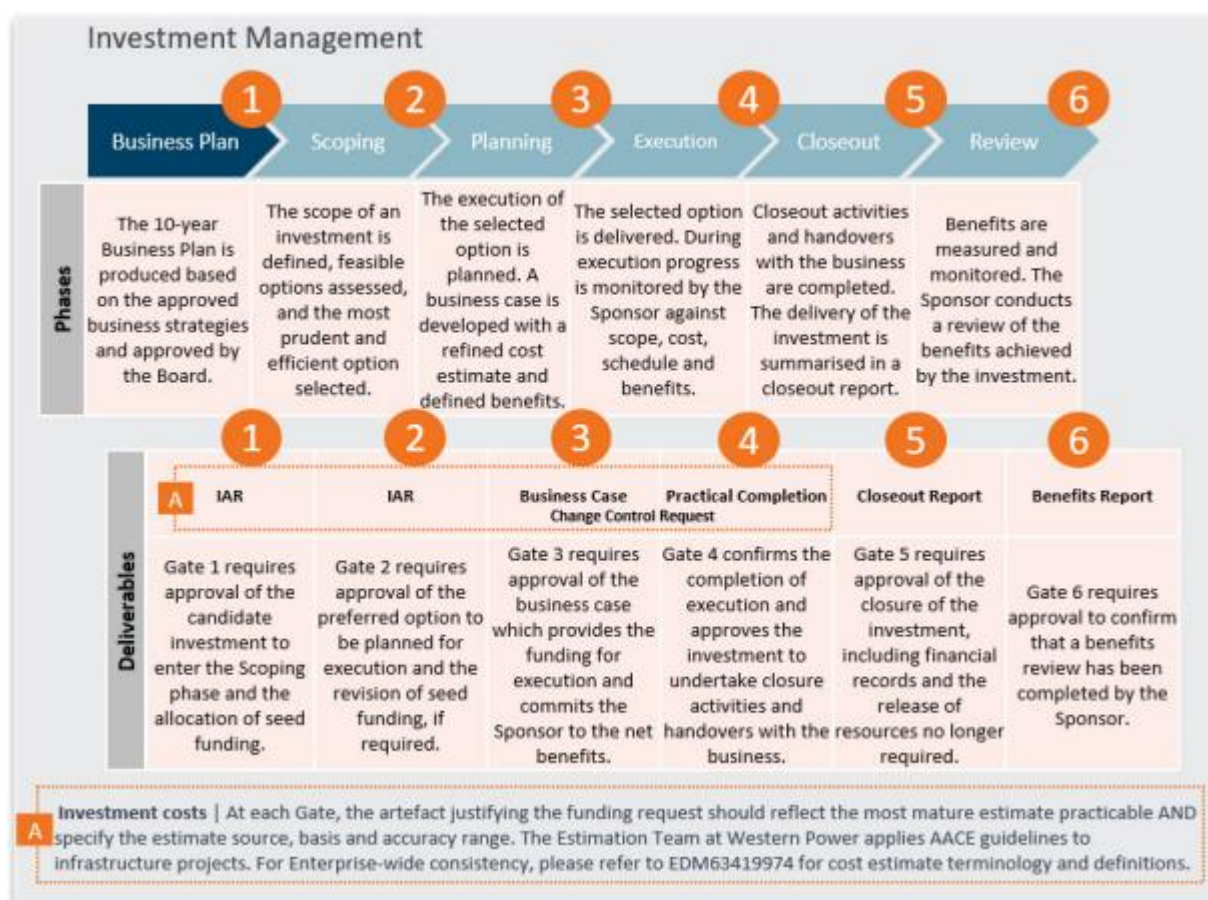 Investment Management
1
2
3
4
5
6
Business Plan
Scoping
Planning
Execution
Closeout
Review
Phases
The 10-year
Business Plan is
produced based
on the approved
business strategies
and approved by
the Board.
The scope of an
investment is
defined, feasible
options assessed,
and the most
prudent and
efficient option
selected.
The execution of
the selected
option is
planned. A
business case is
developed with a
refined cost
estimate and
defined benefits.
The selected option
is delivered. During
execution progress
is monitored by the
Sponsor against
scope, cost,
schedule and
benefits.
Closeout activities
and handovers
with the business
are completed.
The delivery of the
investment is
summarised in a
closeout report.
Benefits are
measured and
monitored. The
Sponsor conducts
a review of the
benefits achieved
by the investment.
1
2
3
4
5
6
A
IAR
IAR
Business Case
Practical Completion
Change Control Request
Closeout Report
Benefits Report
Deliverables
Gate 1 requires
approval of the
candidate
investment to
enter the Scoping
phase and the
allocation of seed
funding.
Gate 2 requires
approval of the
preferred option to
be planned for
execution and the
revision of seed
funding, if
required.
Gate 3 requires
approval of the
business case
which provides the
funding for
execution and
commits the
Sponsor to the net
benefits.
Gate 4 confirms the
completion of
execution and
approves the
investment to
undertake closure
activities and
handovers with the
business.
Gate 5 requires
approval of the
closure of the
investment,
including financial
records and the
release of
resources no longer
required.
Gate 6 requires
approval to confirm
that a benefits
review has been
completed by the
Sponsor.
A
Investment costs | At each Gate, the artefact justifying the funding request should reflect the most mature estimate practicable AND
specify the estimate source, basis and accuracy range. The Estimation Team at Western Power applies AACE guidelines to
infrastructure projects. For Enterprise-wide consistency, please refer to EDM63419974 for cost estimate terminology and definitions.